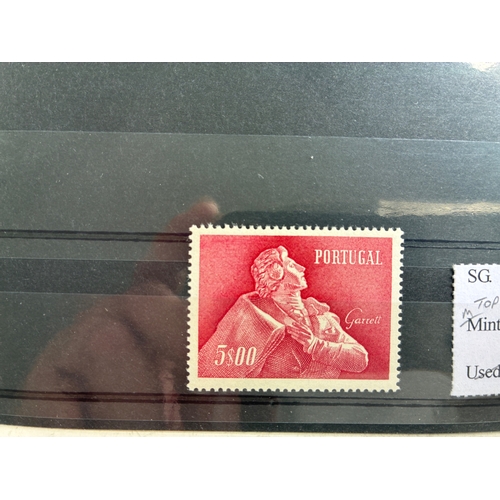 PORTUGAL
Garrett
5$00
SG.
TOP
M
Mint
Used